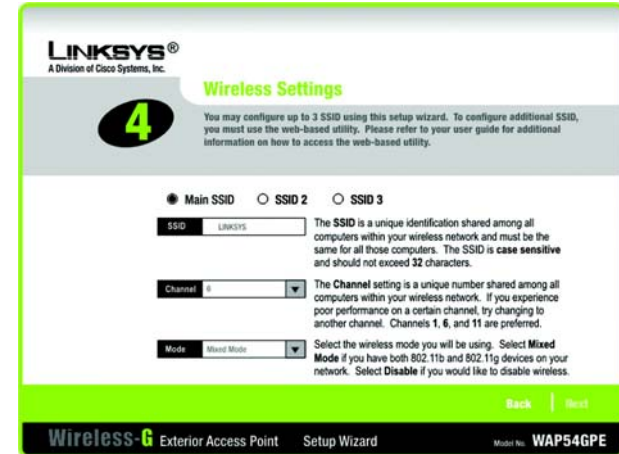 LINKSYS®
A Division of Cisco Systems, Inc.
Wireless Settings
4
You may configure up to 3 SSID using this setup wizard. To configure additional SSID,
you must use the web-based utility. Please refer to your user guide for additional
information on how to access the web-based utility.
Main SSID SSID 2 SSID 3
SSID LINKSYS
The SSID is a unique identification shared among all
computers within your wireless network and must be the
same for all those computers. The SSID is case sensitive
and should not exceed 32 characters.
Channel 6
The Channel setting is a unique number shared among all
computers within your wireless network. If you experience
poor performance on a certain channel, try changing to
another channel. Channels 1, 6, and 11 are preferred.
Mode Mixed Mode
Select the wireless mode you will be using. Select Mixed
Mode if you have both 802.11b and 802.11g devices on your
network. Select Disable if you would like to disable wireless.
Back Next
Wireless-G Exterior Access Point Setup Wizard Model No. WAP54GPE